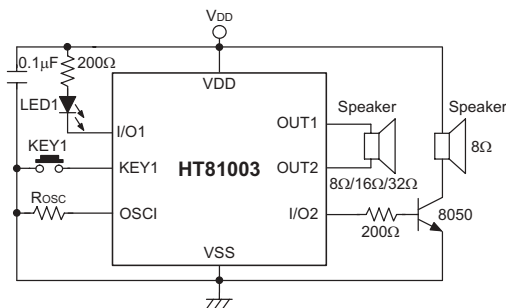 VDD
0.1μF
200Ω
VDD
LED1
Speaker
Speaker
I/O1
OUT1
KEY1
KEY1
HT81003
OUT2
8Ω
8Ω/16Ω/32Ω
ROSC
OSCI
I/O2
8050
200Ω
VSS